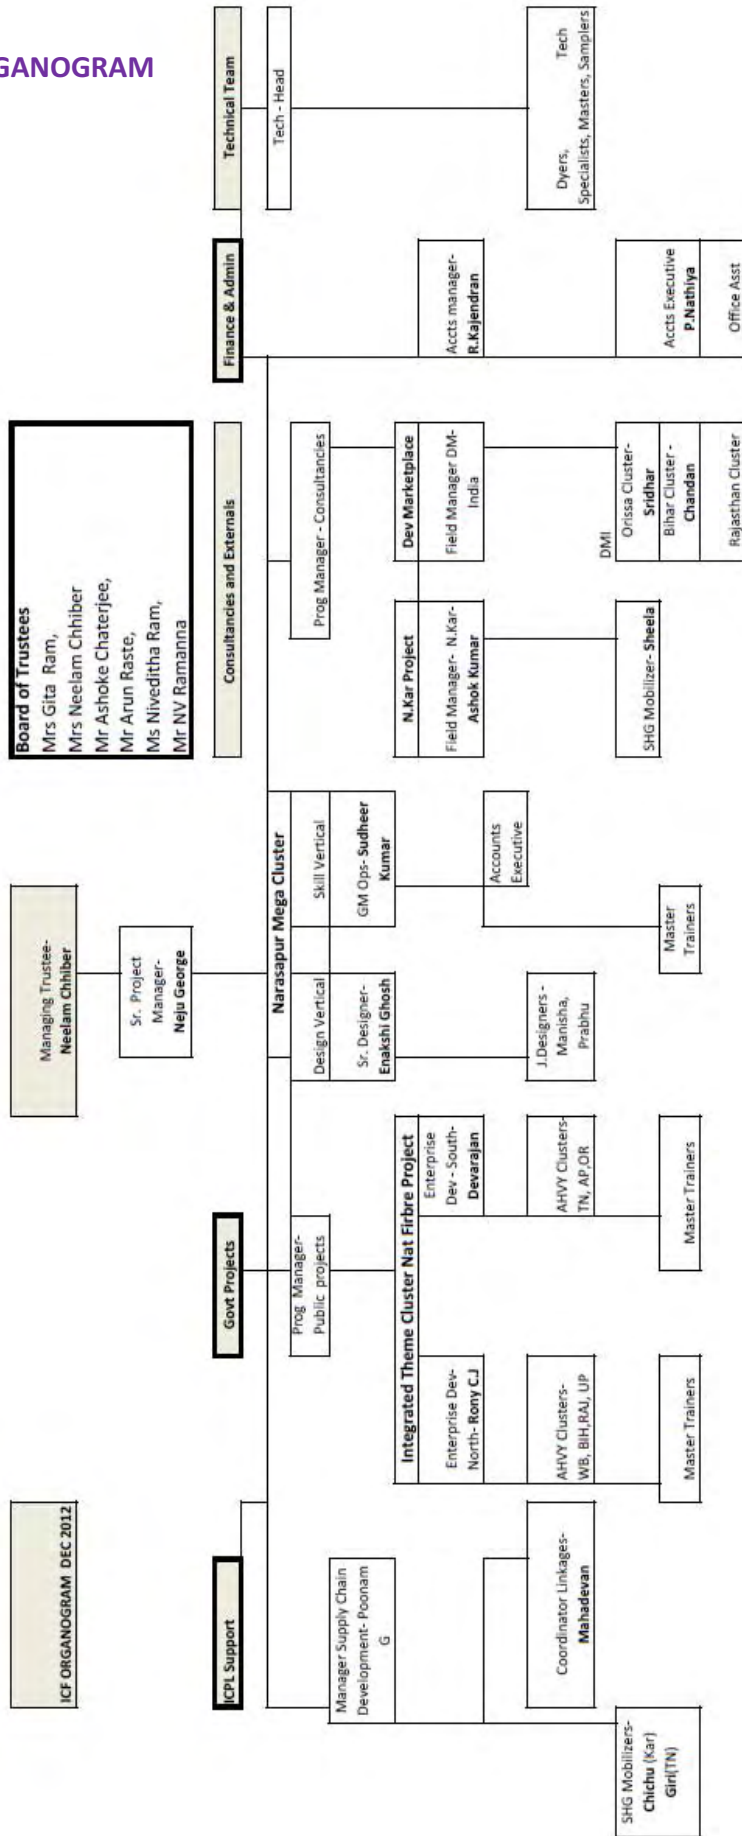 GANOGRAM
ICF ORGANOGRAM DEC 2012
Managing Trustee-
Neelam Chhiber
Sr. Project
Manager-
Neju George
Board of Trustees
Mrs Gita Ram,
Mrs Neelam Chhiber
Mr Ashoke Chaterjee,
Mr Arun Raste,
Ms Niveditha Ram,
Mr NV Ramanna
ICPL Support
Govt Projects
Consultancies and Externals
Finance & Admin
Technical Team
Tech - Head
Narasapur Mega Cluster
Manager Supply Chain
Development- Poonam
G
Prog Manager-
Public projects
Design Vertical
Skill Vertical
Prog Manager - Consultancies
Sr. Designer-
Enakshi Ghosh
GM Ops- Sudheer
Kumar
Integrated Theme Cluster Nat Firbre Project
N.Kar Project
Dev Marketplace
Enterprise Dev-
North- Rony C.J
Enterprise
Dev - South-
Devarajan
Field Manager- N.Kar-
Ashok Kumar
Field Manager DM-
India
Accts manager-
R.Kajendran
Accounts
Executive
Coordinator Linkages-
Mahadevan
AHVY Clusters-
WB, BIH,RAJ, UP
AHVY Clusters-
TN, AP,OR
J.Designers -
Manisha,
Prabhu
Dyers, Tech
Specialists, Masters, Samplers
SHG Mobilizers-
Chichu (Kar)
Giri(TN)
SHG Mobilizer- Sheela
DMI
Orissa Cluster-
Sridhar
Bihar Cluster -
Chandan
Rajasthan Cluster
Accts Executive
P.Nathiya
Office Asst
Master Trainers
Master Trainers
Master
Trainers